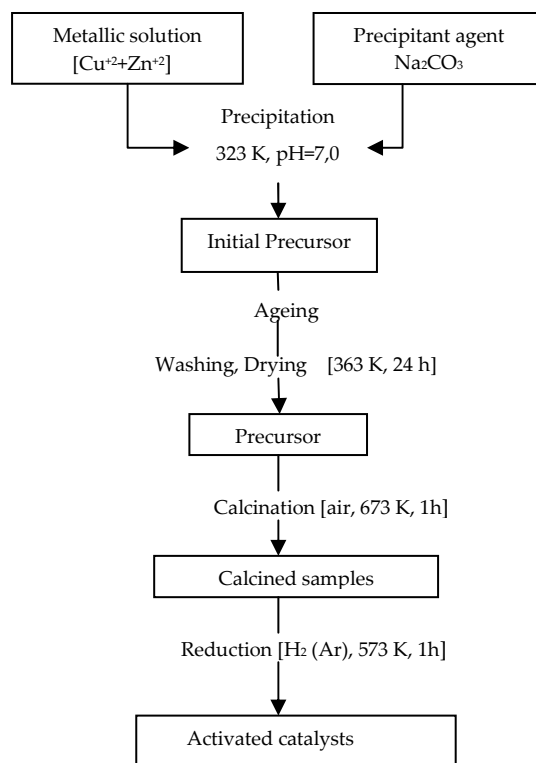 Metallic solution
[Cu⁺²+Zn⁺²]
Precipitant agent
Na₂CO₃
Precipitation
323 K, pH=7,0
Initial Precursor
Ageing
Washing, Drying [363 K, 24 h]
Precursor
Calcination [air, 673 K, 1h]
Calcined samples
Reduction [H₂ (Ar), 573 K, 1h]
Activated catalysts